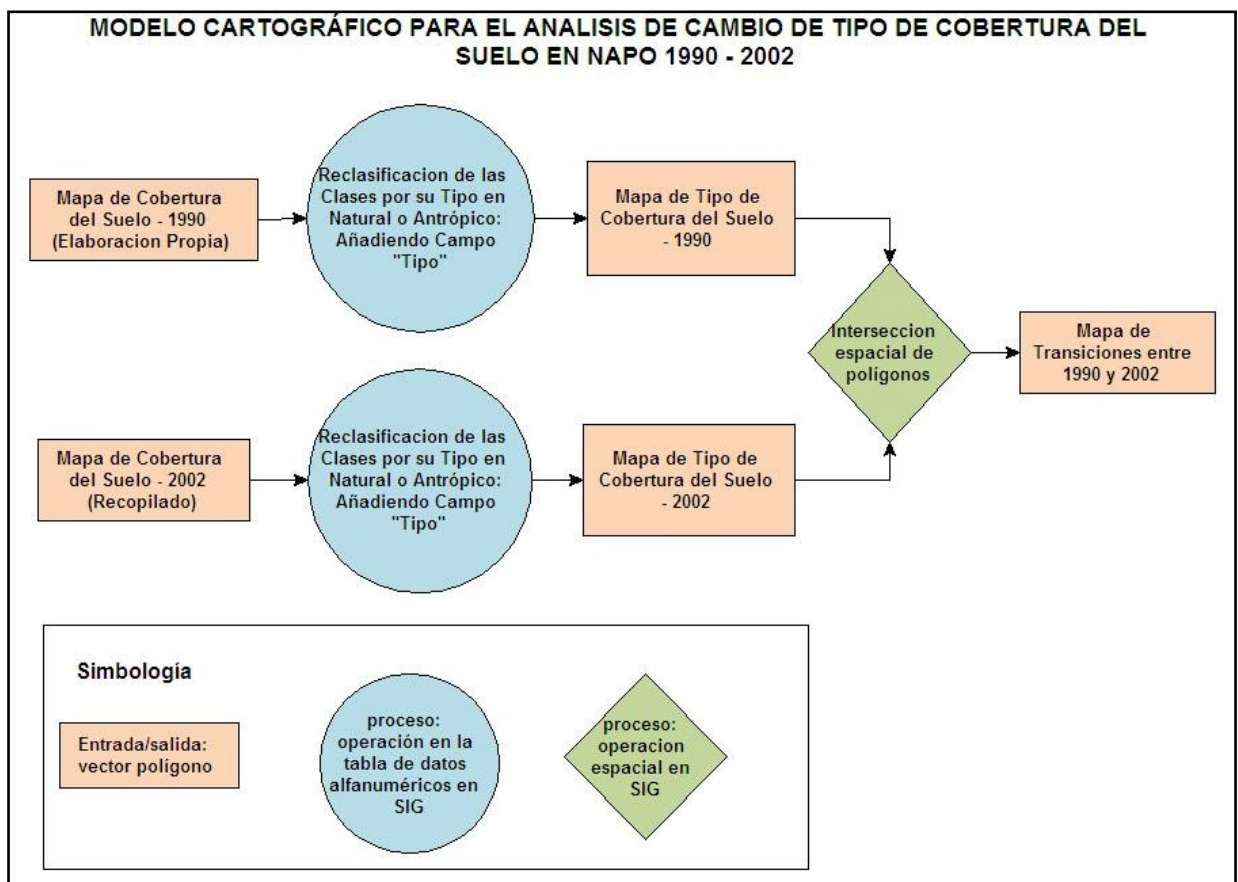 MODELO CARTOGRÁFICO PARA EL ANALISIS DE CAMBIO DE TIPO DE COBERTURA DEL
SUELO EN NAPO 1990 - 2002
Mapa de Cobertura
del Suelo - 1990
(Elaboracion Propia)
Reclasificacion de las
Clases por su Tipo en
Natural o Antrópico:
Añadiendo Campo
"Tipo"
Mapa de Tipo de
Cobertura del Suelo
- 1990
Interseccion
espacial de
polígonos
Mapa de
Transiciones entre
1990 y 2002
Mapa de Cobertura
del Suelo - 2002
(Recopilado)
Reclasificacion de las
Clases por su Tipo en
Natural o Antrópico:
Añadiendo Campo
"Tipo"
Mapa de Tipo de
Cobertura del Suelo
- 2002
Simbología
Entrada/salida:
vector polígono
proceso:
operación en la
tabla de datos
alfanuméricos en
SIG
proceso:
operacion
espacial en
SIG